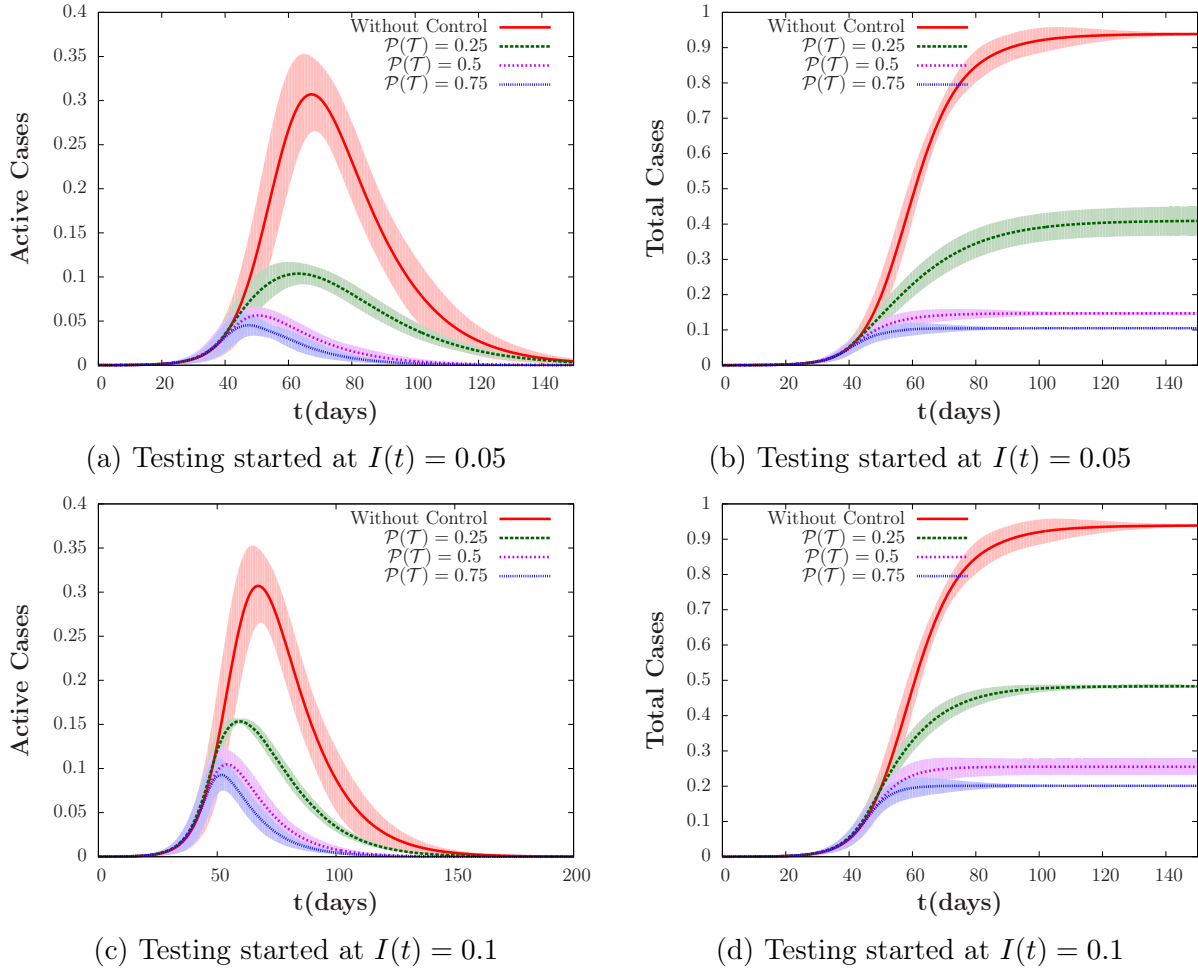 Active Cases
0.4
0.35
0.3
0.25
0.2
0.15
0.1
0.05
0
0 20 40 60 80 100 120 140
t(days)
Without Control
𝒫(𝒯) = 0.25
𝒫(𝒯) = 0.5
𝒫(𝒯) = 0.75
(a) Testing started at I(t) = 0.05
Total Cases
1
0.9
0.8
0.7
0.6
0.5
0.4
0.3
0.2
0.1
0
0 20 40 60 80 100 120 140
t(days)
Without Control
𝒫(𝒯) = 0.25
𝒫(𝒯) = 0.5
𝒫(𝒯) = 0.75
(b) Testing started at I(t) = 0.05
Active Cases
0.4
0.35
0.3
0.25
0.2
0.15
0.1
0.05
0
0 50 100 150 200
t(days)
Without Control
𝒫(𝒯) = 0.25
𝒫(𝒯) = 0.5
𝒫(𝒯) = 0.75
(c) Testing started at I(t) = 0.1
Total Cases
1
0.9
0.8
0.7
0.6
0.5
0.4
0.3
0.2
0.1
0
0 20 40 60 80 100 120 140
t(days)
Without Control
𝒫(𝒯) = 0.25
𝒫(𝒯) = 0.5
𝒫(𝒯) = 0.75
(d) Testing started at I(t) = 0.1